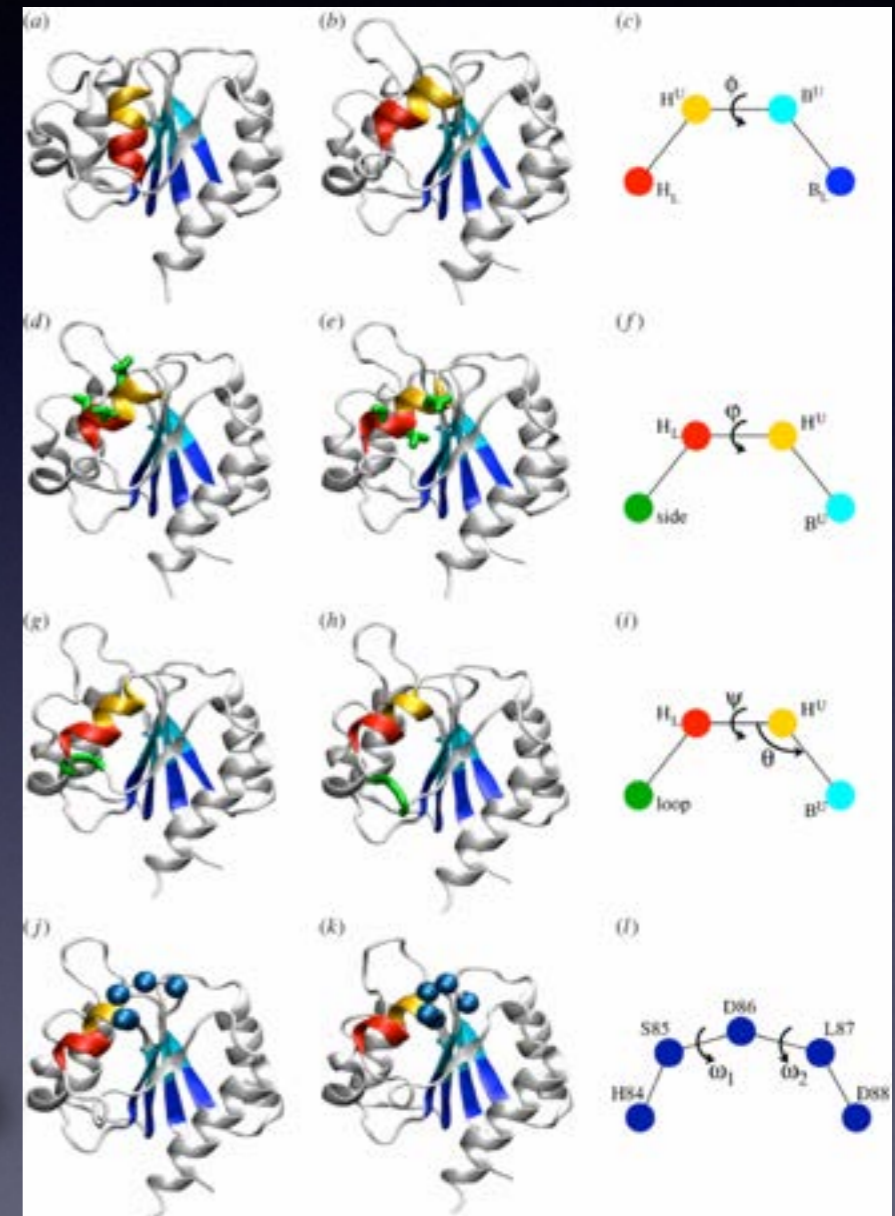 (a) (b) (c)
H^U ϕ B^U
H_L B_L
(d) (e) (f)
H_L φ H^U
side B^U
(g) (h) (i)
H_L ψ H^U
θ
loop B^U
(j) (k) (l)
D86
S85 L87
ω₁ ω₂
H84 D88